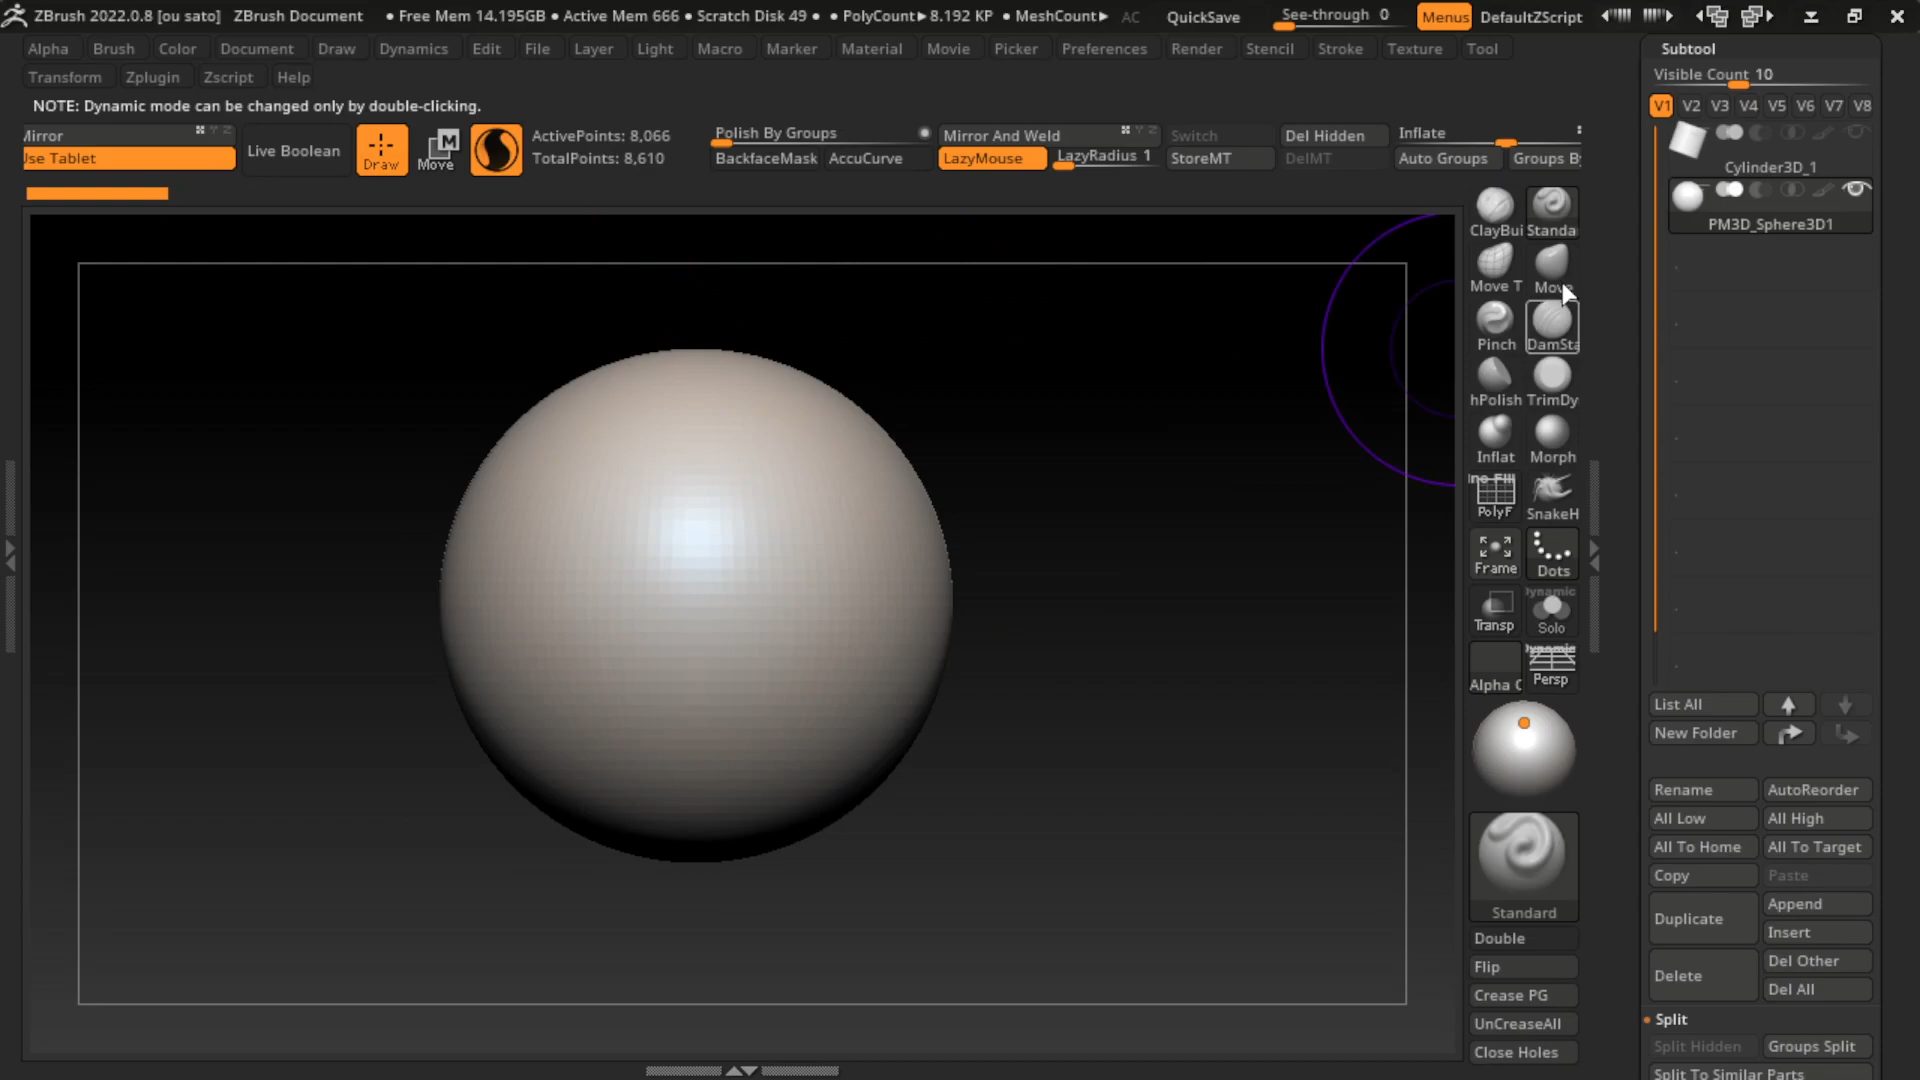 ZBrush 2022.0.8 [ou sato] ZBrush Document • Free Mem 14.195GB • Active Mem 666 • Scratch Disk 49 • • PolyCount▶8.192 KP • MeshCount▶ AC QuickSave See-through 0 Menus DefaultZScript
Alpha Brush Color Document Draw Dynamics Edit File Layer Light Macro Marker Material Movie Picker Preferences Render Stencil Stroke Texture Tool
Transform Zplugin Zscript Help
NOTE: Dynamic mode can be changed only by double-clicking.
Mirror
Use Tablet
Live Boolean
Draw
Move
ActivePoints: 8,066
TotalPoints: 8,610
Polish By Groups
BackfaceMask AccuCurve
Mirror And Weld
LazyMouse LazyRadius 1
Switch
StoreMT
Del Hidden
DelMT
Inflate
Auto Groups Groups By
ClayBui Standa
Move T Move
Pinch DamSta
hPolish TrimDy
Inflat Morph
Line Fill
PolyF SnakeH
Frame Dots
Dynamic
Transp Solo
Dynamic
Alpha O Persp
Standard
Double
Flip
Crease PG
UnCreaseAll
Close Holes
Subtool
Visible Count 10
V1 V2 V3 V4 V5 V6 V7 V8
Cylinder3D_1
PM3D_Sphere3D1
List All
New Folder
Rename AutoReorder
All Low All High
All To Home All To Target
Copy Paste
Duplicate Append
Insert
Delete Del Other
Del All
Split
Split Hidden Groups Split
Split To Similar Parts